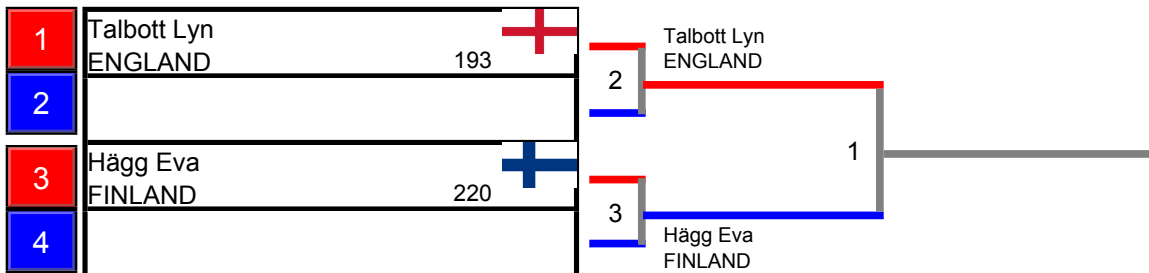 1
Talbott Lyn
ENGLAND 193
2
3
Hägg Eva
FINLAND 220
4
2
3
Talbott Lyn
ENGLAND
1
Hägg Eva
FINLAND